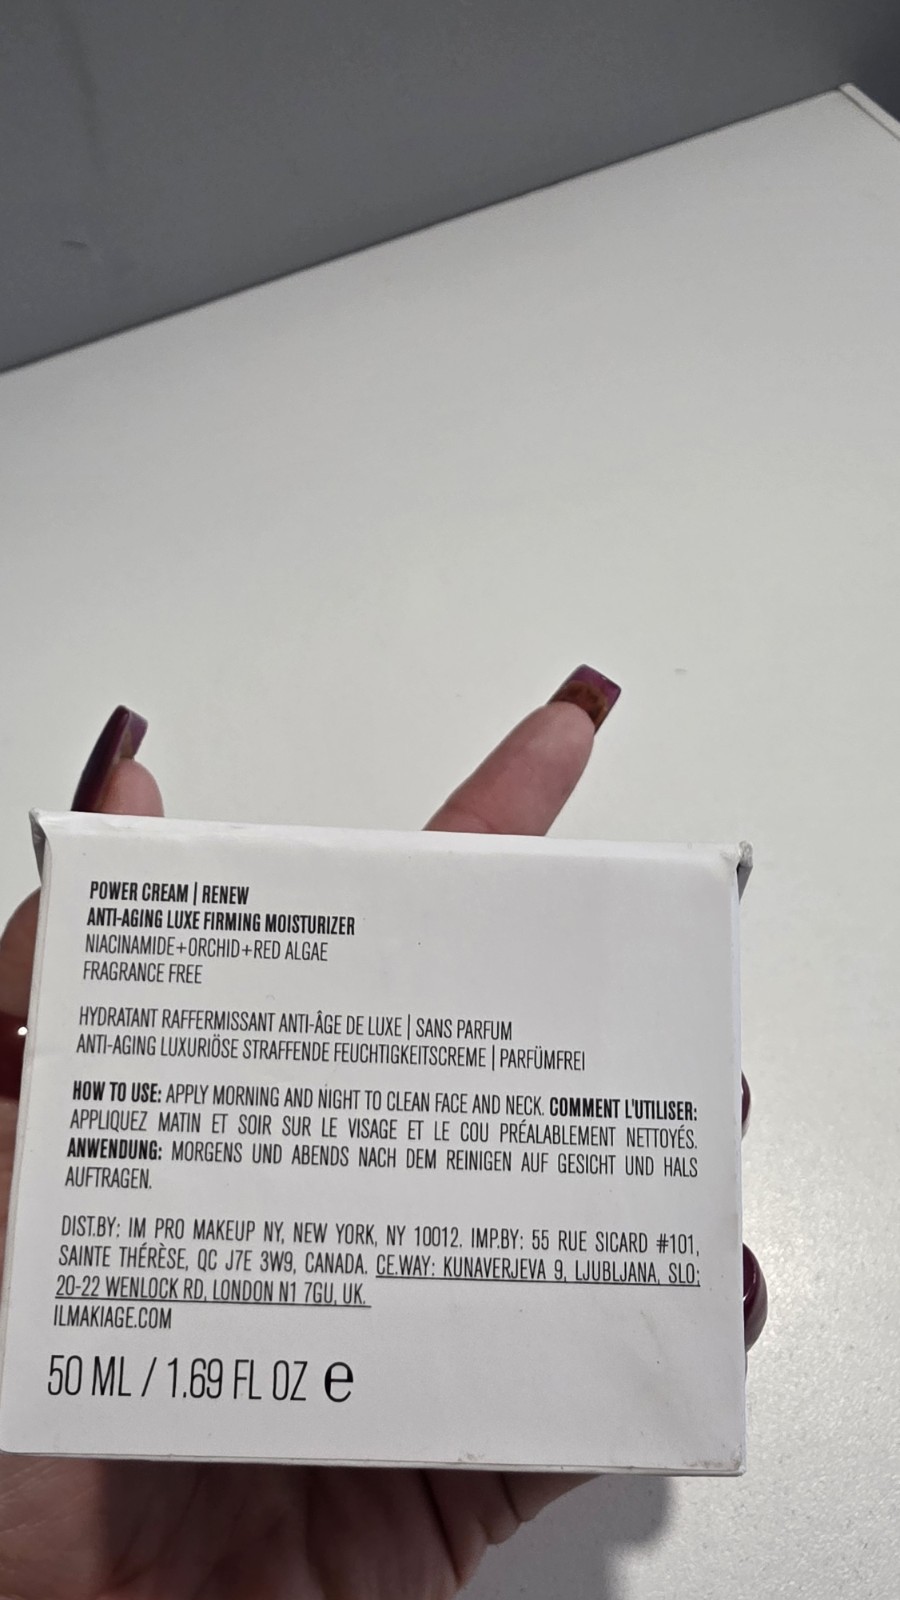 POWER CREAM | RENEW
ANTI-AGING LUXE FIRMING MOISTURIZER
NIACINAMIDE+ORCHID+RED ALGAE
FRAGRANCE FREE
HYDRATANT RAFFERMISSANT ANTI-ÂGE DE LUXE | SANS PARFUM
ANTI-AGING LUXURIÖSE STRAFFENDE FEUCHTIGKEITSCREME | PARFÜMFREI
HOW TO USE: APPLY MORNING AND NIGHT TO CLEAN FACE AND NECK. COMMENT L'UTILISER:
APPLIQUEZ MATIN ET SOIR SUR LE VISAGE ET LE COU PRÉALABLEMENT NETTOYÉS.
ANWENDUNG: MORGENS UND ABENDS NACH DEM REINIGEN AUF GESICHT UND HALS
AUFTRAGEN.
DIST.BY: IM PRO MAKEUP NY, NEW YORK, NY 10012. IMP.BY: 55 RUE SICARD #101,
SAINTE THÉRÈSE, QC J7E 3W9, CANADA. CE.WAY: KUNAVERJEVA 9, LJUBLJANA, SLO;
20-22 WENLOCK RD, LONDON N1 7GU, UK.
ILMAKIAGE.COM
50 ML / 1.69 FL OZ e